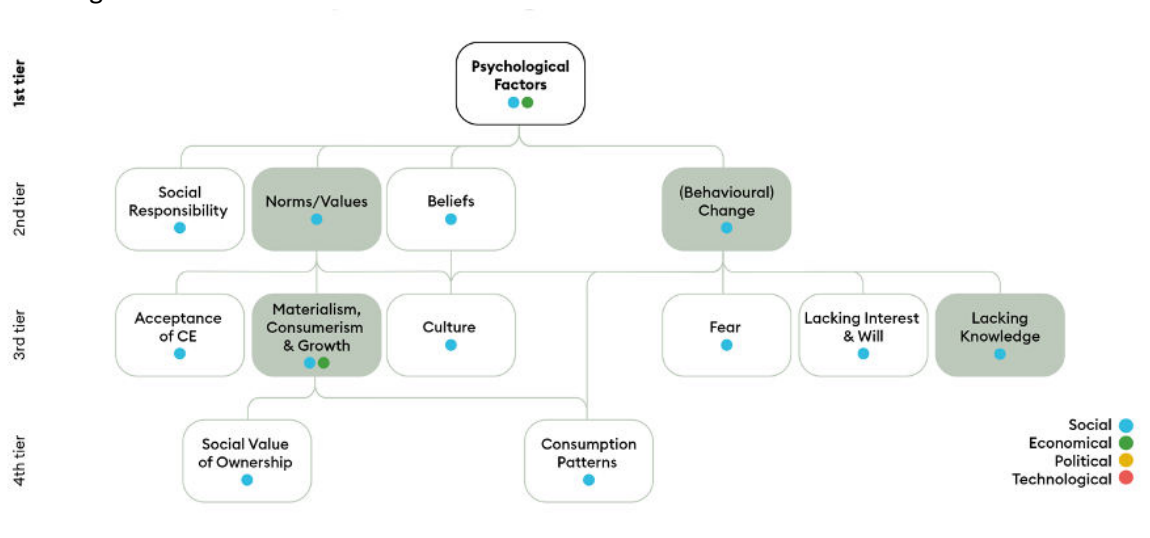 1st tier
Psychological
Factors
2nd tier
Social
Responsibility
Norms/Values
Beliefs
(Behavioural)
Change
3rd tier
Acceptance
of CE
Materialism,
Consumerism
& Growth
Culture
Fear
Lacking Interest
& Will
Lacking
Knowledge
4th tier
Social Value
of Ownership
Consumption
Patterns
Social
Economical
Political
Technological